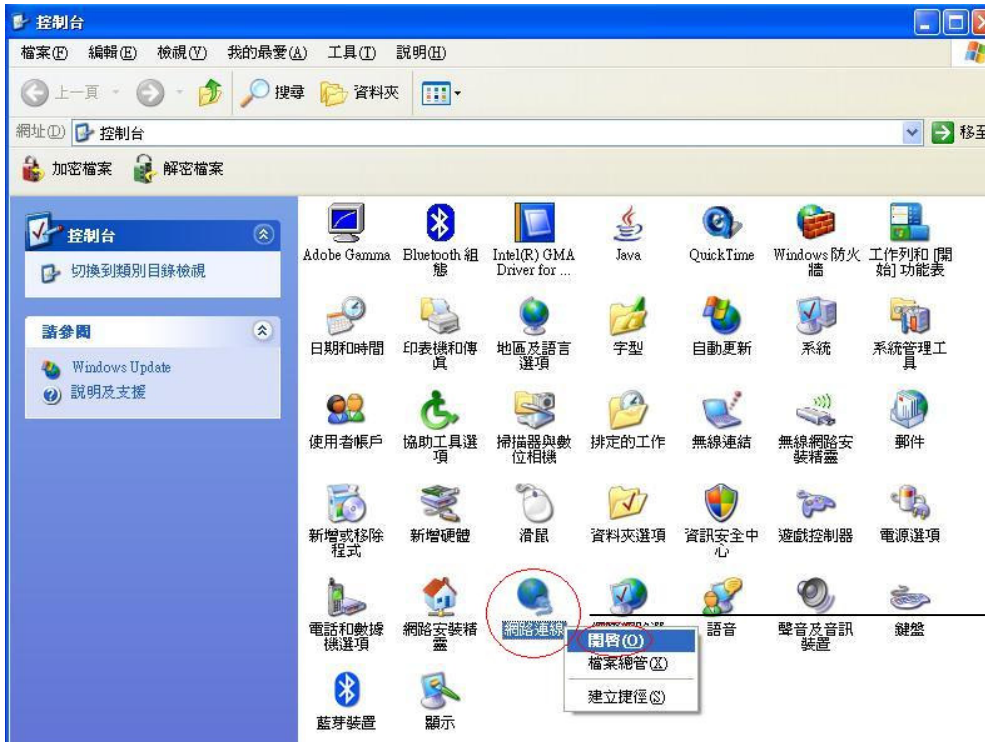 控制台
檔案(F) 編輯(E) 檢視(V) 我的最愛(A) 工具(T) 說明(H)
上一頁 搜尋 資料夾
網址(D) 控制台 移至
加密檔案 解密檔案
控制台
切換到類別目錄檢視
請參閱
Windows Update
說明及支援
Adobe Gamma Bluetooth 組態 Intel(R) GMA Driver for ... Java QuickTime Windows 防火牆 工作列和 [開始] 功能表
日期和時間 印表機和傳真 地區及語言選項 字型 自動更新 系統 系統管理工具
使用者帳戶 協助工具選項 掃描器與數位相機 排定的工作 無線連結 無線網路安裝精靈 郵件
新增或移除程式 新增硬體 滑鼠 資料夾選項 資訊安全中心 遊戲控制器 電源選項
電話和數據機選項 網路安裝精靈 網路連線 語音 聲音及音訊裝置 鍵盤
開啓(O)
檔案總管(X)
建立捷徑(S)
藍芽裝置 顯示